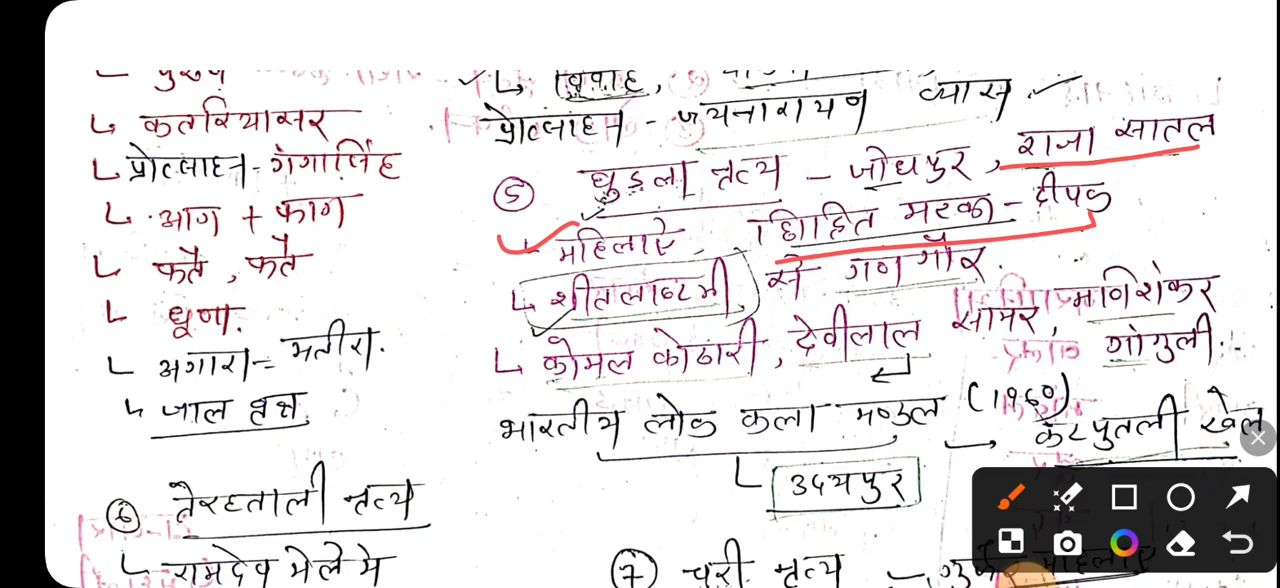 पुरुष
कतरियासर
प्रोत्साहन - गंगासिंह
आग + फाग
फतै, फतै
धूणा.
अंगारा = मतीरा.
जाल वृक्ष
⑥ तेरहताली नृत्य
रामदेव मेले मे
विवाह,
प्रोत्साहन - जयनारायण व्यास
⑤ घुड़ला नृत्य - जोधपुर, राजा सातल
महिलाऐ, छिद्रित मटका - दीपक
शीतलाष्टमी से गणगौर.
कोमल कोठारी, देवीलाल सामर, मणिशंकर गांगुली.
भारतीय लोक कला मण्डल (1960) → कठपुतली खेल
उदयपुर
⑦ चरी नृत्य